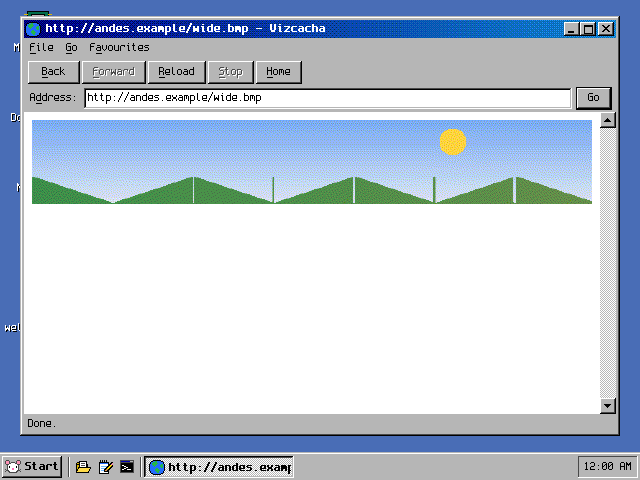 http://andes.example/wide.bmp - Vizcacha
File Go Favourites
Back Forward Reload Stop Home
Address: http://andes.example/wide.bmp Go
Done.
Start http://andes.examp 12:00 AM